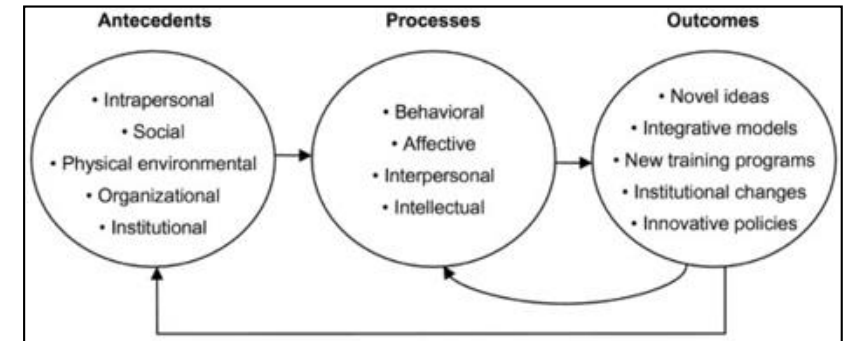 Antecedents
Processes
Outcomes
• Intrapersonal
• Social
• Physical environmental
• Organizational
• Institutional
• Behavioral
• Affective
• Interpersonal
• Intellectual
• Novel ideas
• Integrative models
• New training programs
• Institutional changes
• Innovative policies